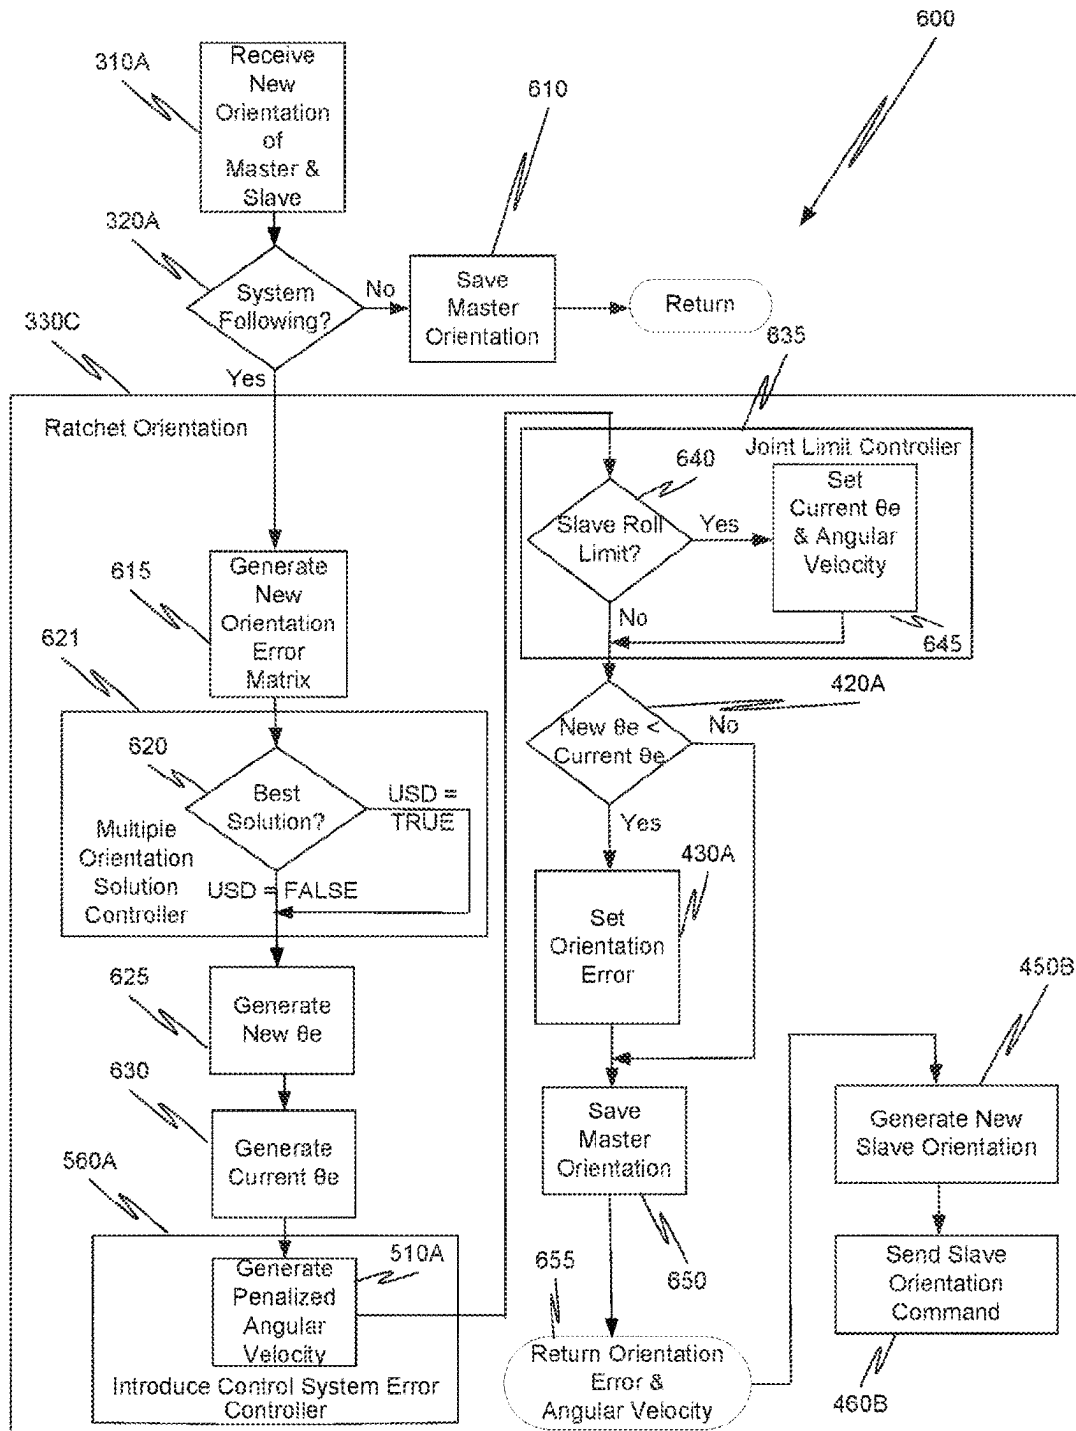 600
310A
Receive
New
Orientation
of
Master &
Slave
610
320A
System
Following?
No
Save
Master
Orientation
Return
330C
Yes
635
Ratchet Orientation
Joint Limit Controller
640
Slave Roll
Limit?
Yes
Set
Current θe
& Angular
Velocity
No
645
615
Generate
New
Orientation
Error
Matrix
621
420A
New θe <
Current θe
No
Yes
620
Best
Solution?
USD =
TRUE
USD = FALSE
Multiple
Orientation
Solution
Controller
430A
Set
Orientation
Error
625
Generate
New θe
450B
630
Generate
Current θe
Save
Master
Orientation
650
Generate New
Slave Orientation
560A
510A
Generate
Penalized
Angular
Velocity
Introduce Control System Error
Controller
655
Return Orientation
Error &
Angular Velocity
Send Slave
Orientation
Command
460B